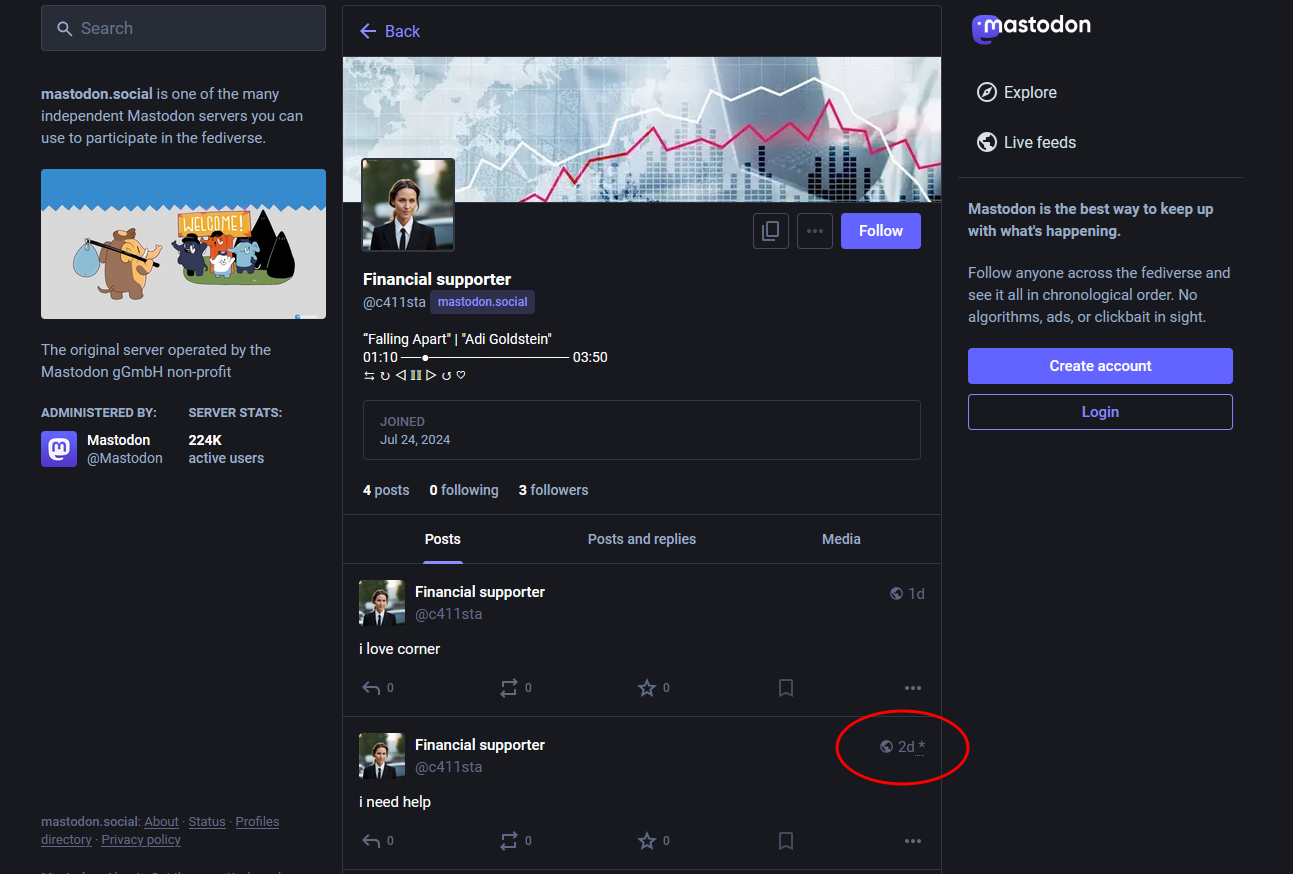 Search
mastodon.social is one of the many
independent Mastodon servers you can
use to participate in the fediverse.
WELCOME!
The original server operated by the
Mastodon gGmbH non-profit
ADMINISTERED BY:
Mastodon
@Mastodon
SERVER STATS:
224K
active users
mastodon.social: About · Status · Profiles
directory · Privacy policy
Back
Follow
Financial supporter
@c411sta mastodon.social
“Falling Apart" | "Adi Goldstein"
01:10 ──●────────── 03:50
⇆ ↻ ◁ ❚❚ ▷ ↺ ♡
JOINED
Jul 24, 2024
4 posts 0 following 3 followers
Posts Posts and replies Media
Financial supporter 1d
@c411sta
i love corner
0 0 0
Financial supporter 2d *
@c411sta
i need help
0 0 0
mastodon
Explore
Live feeds
Mastodon is the best way to keep up
with what's happening.
Follow anyone across the fediverse and
see it all in chronological order. No
algorithms, ads, or clickbait in sight.
Create account
Login